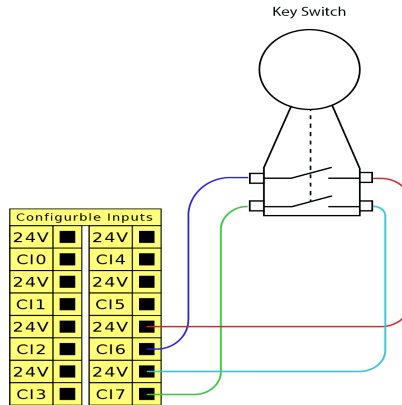 Key Switch
Configurble Inputs
24V 24V
CI0 CI4
24V 24V
CI1 CI5
24V 24V
CI2 CI6
24V 24V
CI3 CI7